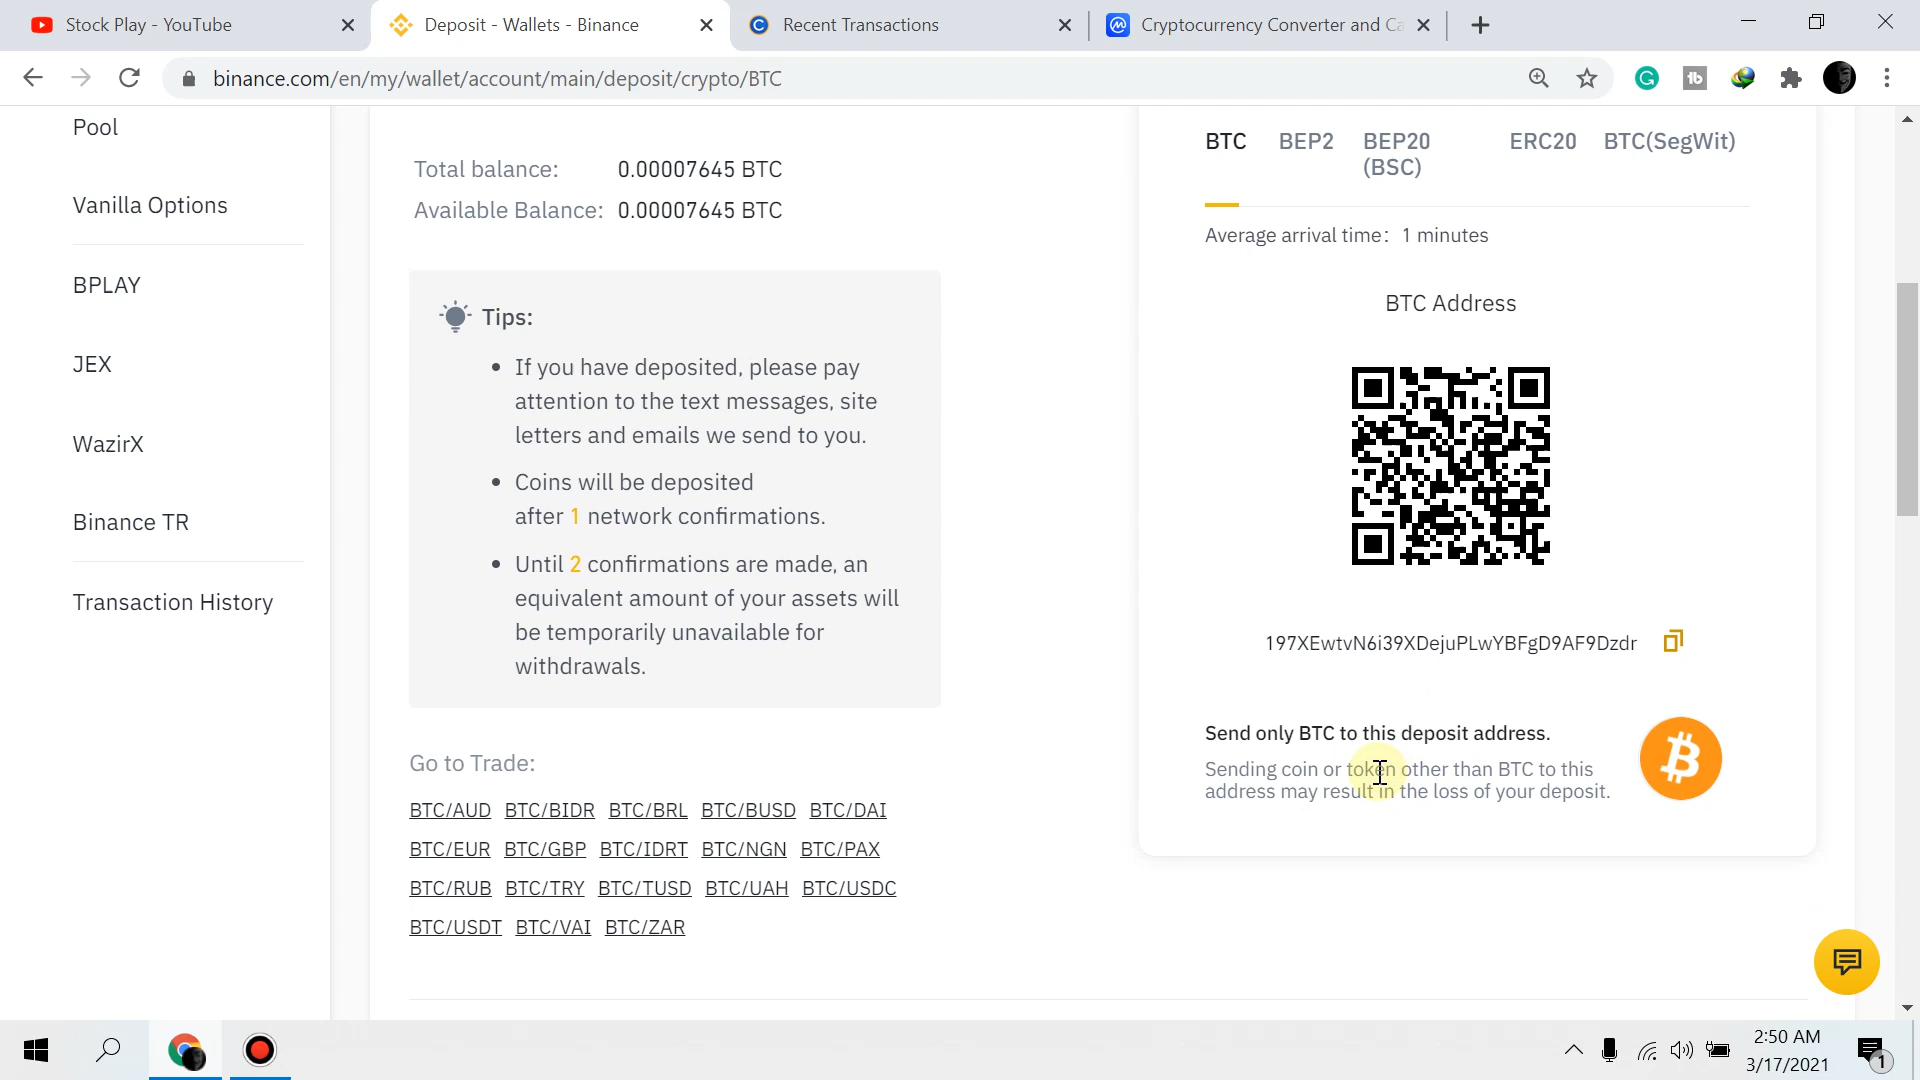 Stock Play - YouTube
Deposit - Wallets - Binance
Recent Transactions
Cryptocurrency Converter and Ca
binance.com/en/my/wallet/account/main/deposit/crypto/BTC
Pool
Vanilla Options
BPLAY
JEX
WazirX
Binance TR
Transaction History
Total balance: 0.00007645 BTC
Available Balance: 0.00007645 BTC
Tips:
If you have deposited, please pay
attention to the text messages, site
letters and emails we send to you.
Coins will be deposited
after 1 network confirmations.
Until 2 confirmations are made, an
equivalent amount of your assets will
be temporarily unavailable for
withdrawals.
Go to Trade:
BTC/AUD BTC/BIDR BTC/BRL BTC/BUSD BTC/DAI
BTC/EUR BTC/GBP BTC/IDRT BTC/NGN BTC/PAX
BTC/RUB BTC/TRY BTC/TUSD BTC/UAH BTC/USDC
BTC/USDT BTC/VAI BTC/ZAR
BTC BEP2 BEP20 (BSC) ERC20 BTC(SegWit)
Average arrival time: 1 minutes
BTC Address
197XEwtvN6i39XDejuPLwYBFgD9AF9Dzdr
Send only BTC to this deposit address.
Sending coin or token other than BTC to this
address may result in the loss of your deposit.
2:50 AM
3/17/2021
1